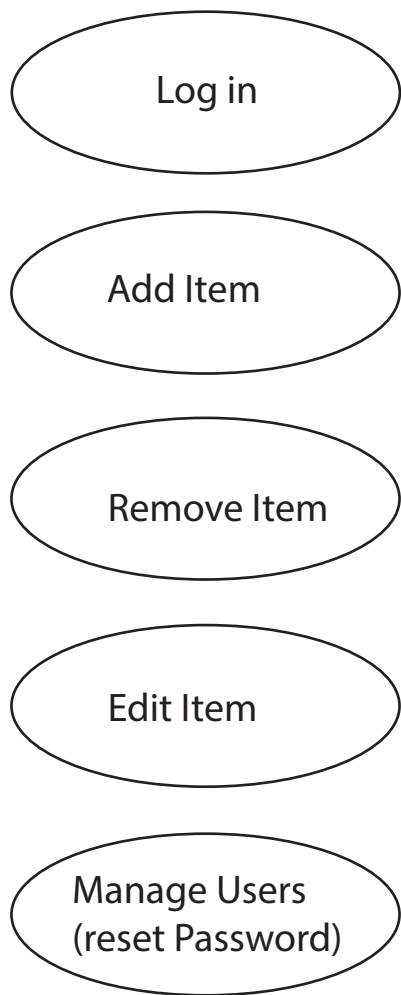 Log in
Add Item
Remove Item
Edit Item
Manage Users
(reset Password)